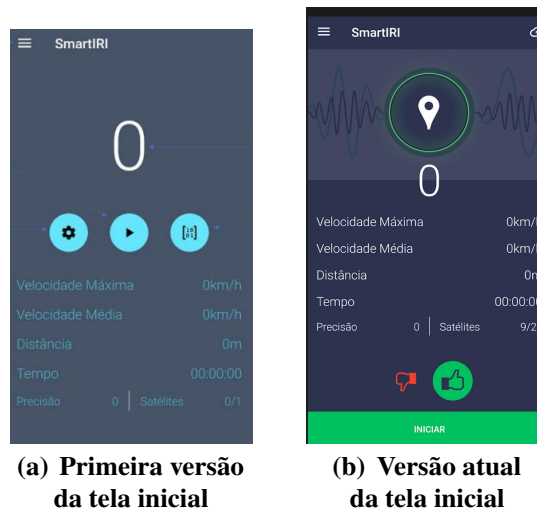 SmartIRI
0
Velocidade Máxima 0km/h
Velocidade Média 0km/h
Distância 0m
Tempo 00:00:00
Precisão 0 Satélites 0/1
(a) Primeira versão
da tela inicial
SmartIRI
0
Velocidade Máxima 0km/
Velocidade Média 0km/
Distância 0
Tempo 00:00:0
Precisão 0 Satélites 9/2
INICIAR
(b) Versão atual
da tela inicial